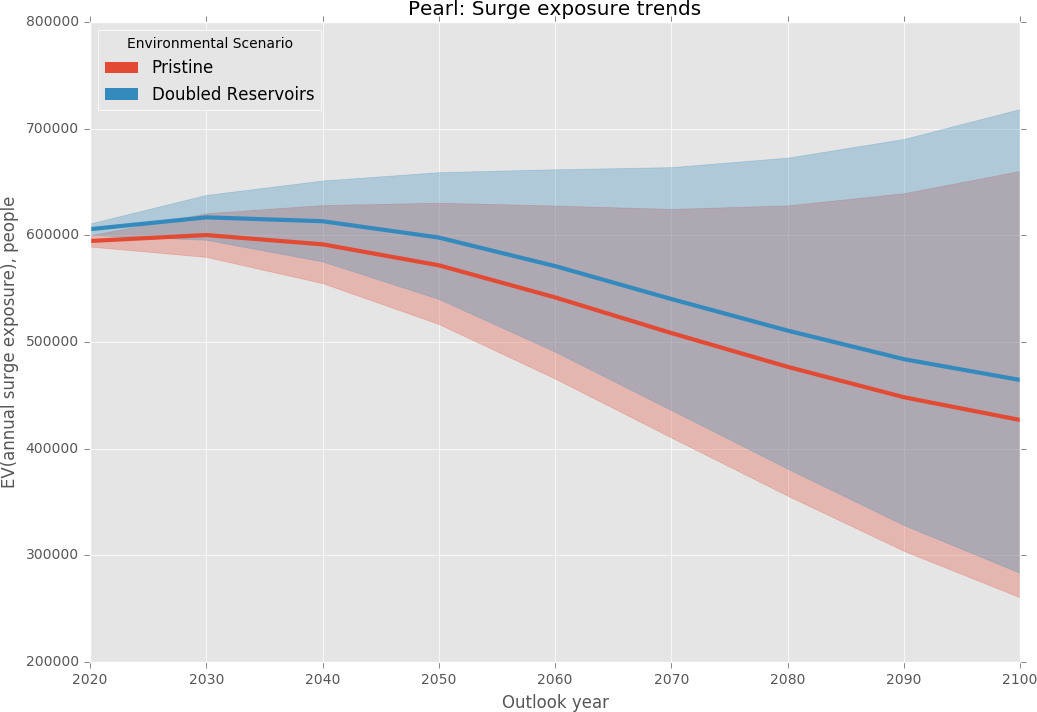 Pearl: Surge exposure trends
800000
700000
600000
500000
400000
300000
200000
EV(annual surge exposure), people
Environmental Scenario
Pristine
Doubled Reservoirs
2020 2030 2040 2050 2060 2070 2080 2090 2100
Outlook year